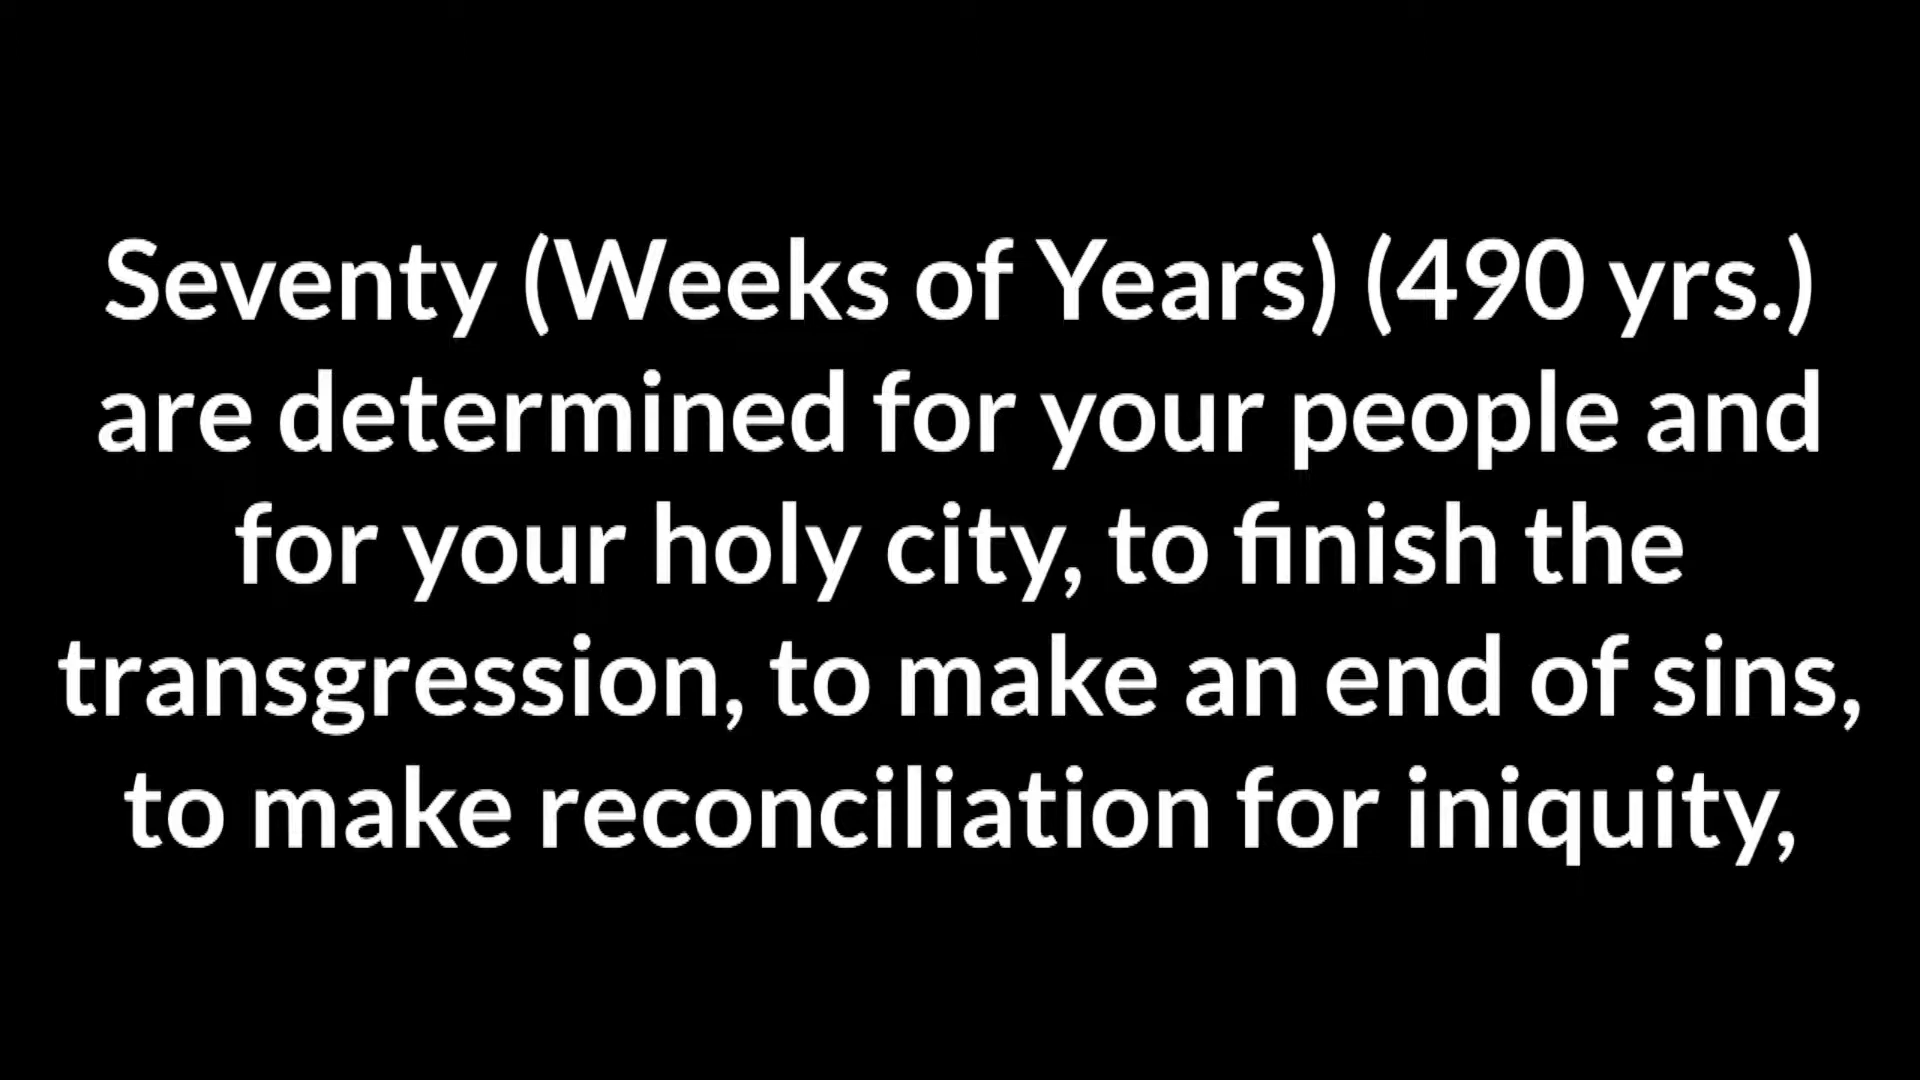 Seventy (Weeks of Years) (490 yrs.)
are determined for your people and
for your holy city, to finish the
transgression, to make an end of sins,
to make reconciliation for iniquity,